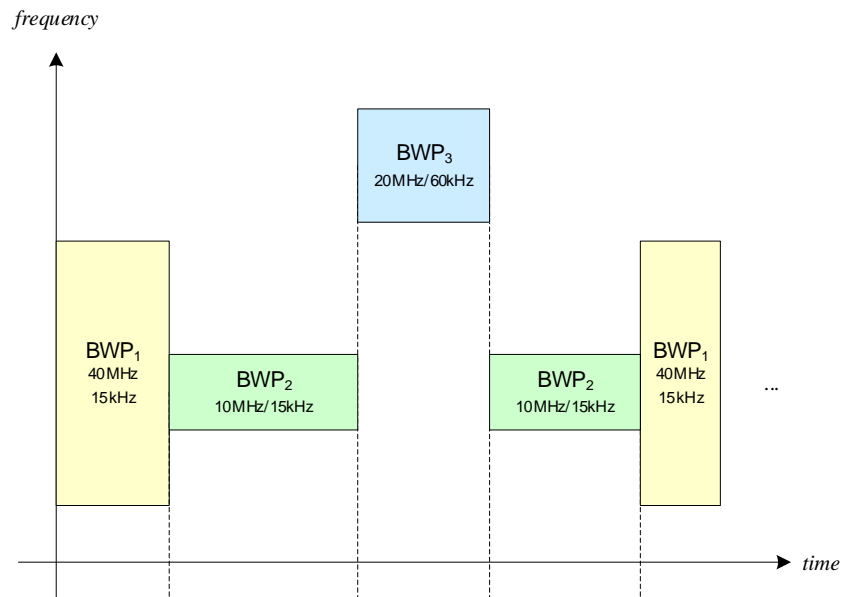 frequency
BWP₃
20MHz/60kHz
BWP₁
40MHz
15kHz
BWP₂
10MHz/15kHz
BWP₂
10MHz/15kHz
BWP₁
40MHz
15kHz
...
time